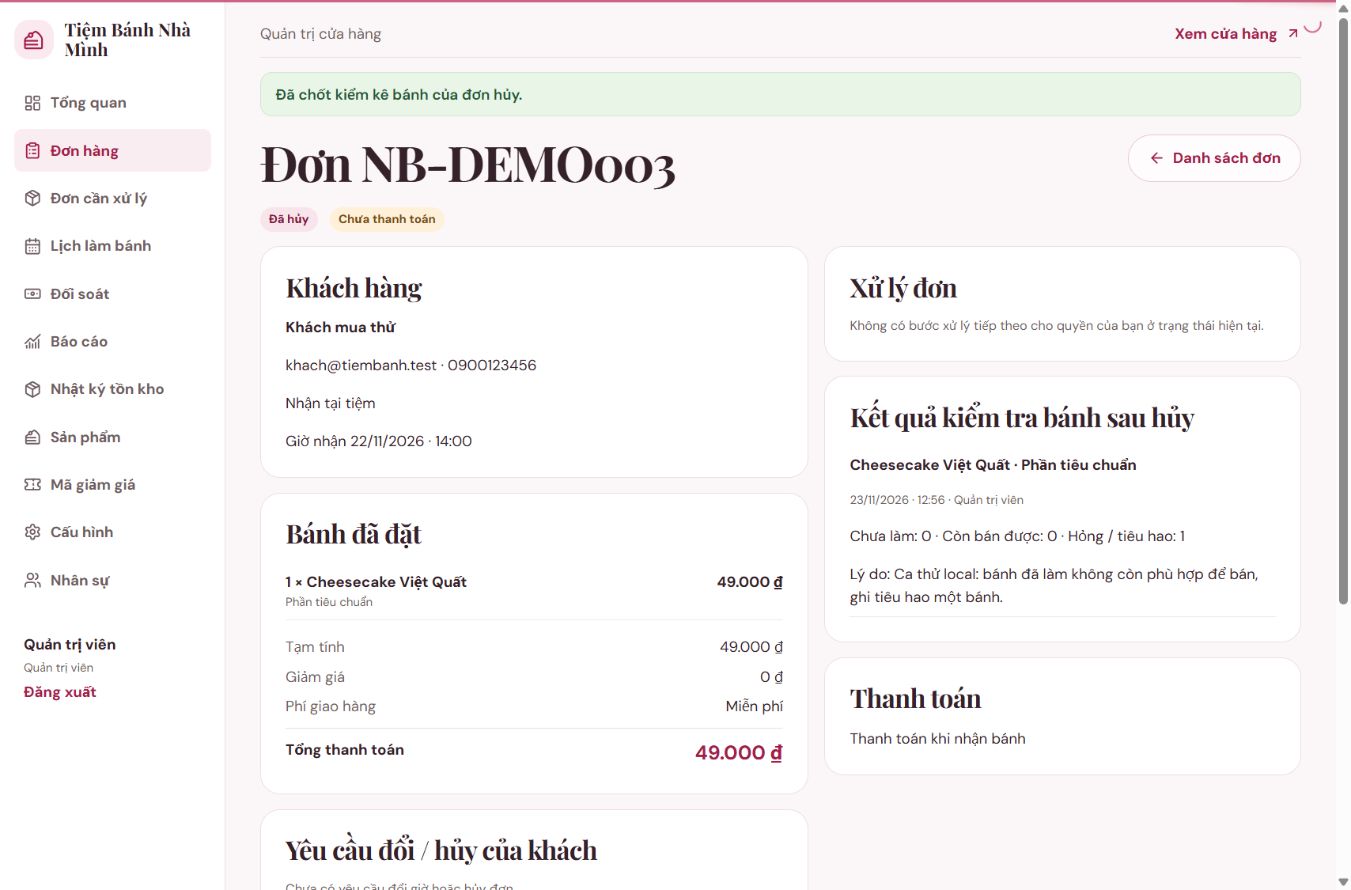 Tiệm Bánh Nhà
Mình
Tổng quan
Đơn hàng
Đơn cần xử lý
Lịch làm bánh
Đối soát
Báo cáo
Nhật ký tồn kho
Sản phẩm
Mã giảm giá
Cấu hình
Nhân sự
Quản trị viên
Quản trị viên
Đăng xuất
Quản trị cửa hàng
Xem cửa hàng
Đã chốt kiểm kê bánh của đơn hủy.
Đơn NB-DEMO003
Danh sách đơn
Đã hủy
Chưa thanh toán
Khách hàng
Khách mua thử
khach@tiembanh.test · 0900123456
Nhận tại tiệm
Giờ nhận 22/11/2026 · 14:00
Bánh đã đặt
1 × Cheesecake Việt Quất 49.000 ₫
Phần tiêu chuẩn
Tạm tính 49.000 ₫
Giảm giá 0 ₫
Phí giao hàng Miễn phí
Tổng thanh toán 49.000 ₫
Yêu cầu đổi / hủy của khách
Chưa có yêu cầu đổi giờ hoặc hủy đơn
Xử lý đơn
Không có bước xử lý tiếp theo cho quyền của bạn ở trạng thái hiện tại.
Kết quả kiểm tra bánh sau hủy
Cheesecake Việt Quất · Phần tiêu chuẩn
23/11/2026 · 12:56 · Quản trị viên
Chưa làm: 0 · Còn bán được: 0 · Hỏng / tiêu hao: 1
Lý do: Ca thử local: bánh đã làm không còn phù hợp để bán,
ghi tiêu hao một bánh.
Thanh toán
Thanh toán khi nhận bánh